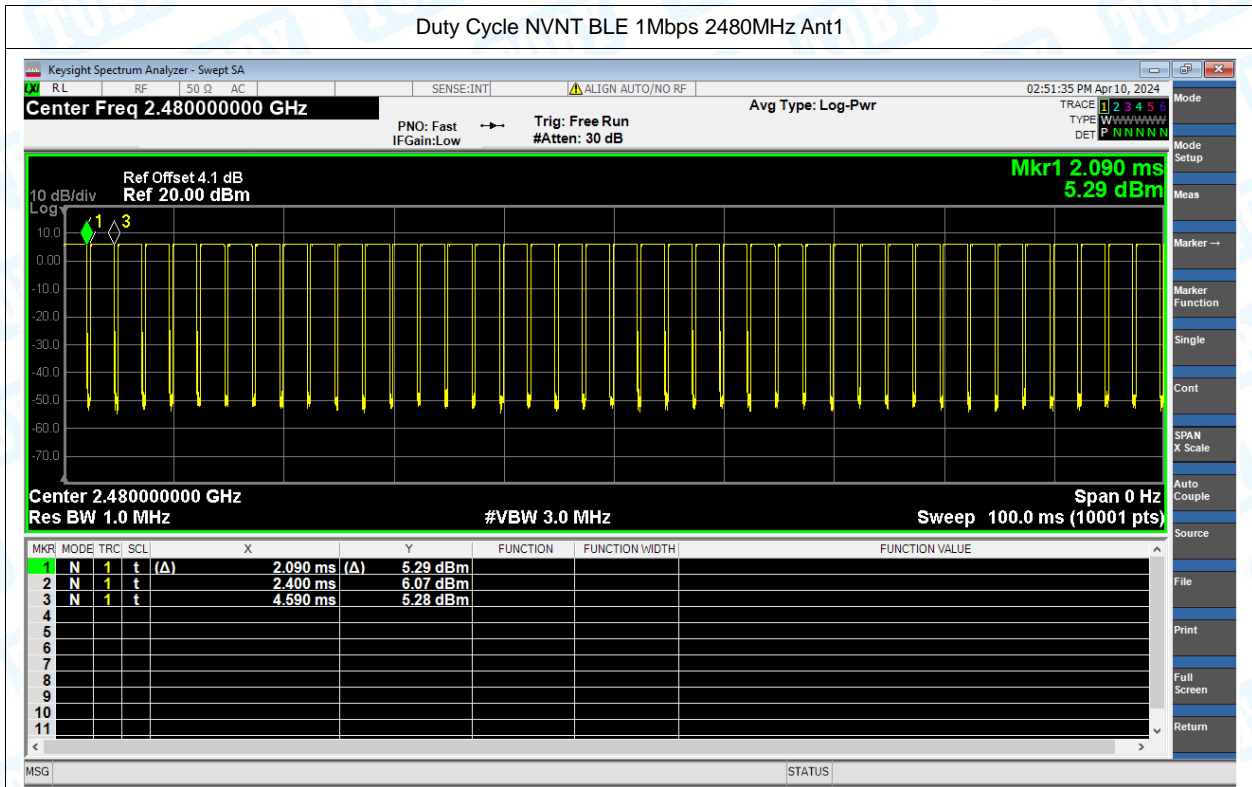 Duty Cycle NVNT BLE 1Mbps 2480MHz Ant1
Keysight Spectrum Analyzer - Swept SA
LXI RL RF 50 Ω AC SENSE:INT ALIGN AUTO/NO RF 02:51:35 PM Apr 10, 2024
Center Freq 2.480000000 GHz
PNO: Fast
IFGain:Low
Trig: Free Run
#Atten: 30 dB
Avg Type: Log-Pwr
TRACE 1 2 3 4 5 6
TYPE WWWWWW
DET P N N N N N
Mkr1 2.090 ms
5.29 dBm
Ref Offset 4.1 dB
10 dB/div Ref 20.00 dBm
Log
1 3
10.0
0.00
-10.0
-20.0
-30.0
-40.0
-50.0
-60.0
-70.0
Center 2.480000000 GHz Span 0 Hz
Res BW 1.0 MHz #VBW 3.0 MHz Sweep 100.0 ms (10001 pts)
MKR MODE TRC SCL X Y FUNCTION FUNCTION WIDTH FUNCTION VALUE
1 N 1 t (Δ) 2.090 ms (Δ) 5.29 dBm
2 N 1 t 2.400 ms 6.07 dBm
3 N 1 t 4.590 ms 5.28 dBm
4
5
6
7
8
9
10
11
MSG STATUS
Mode
Mode
Setup
Meas
Marker →
Marker
Function
Single
Cont
SPAN
X Scale
Auto
Couple
Source
File
Print
Full
Screen
Return
TOBY